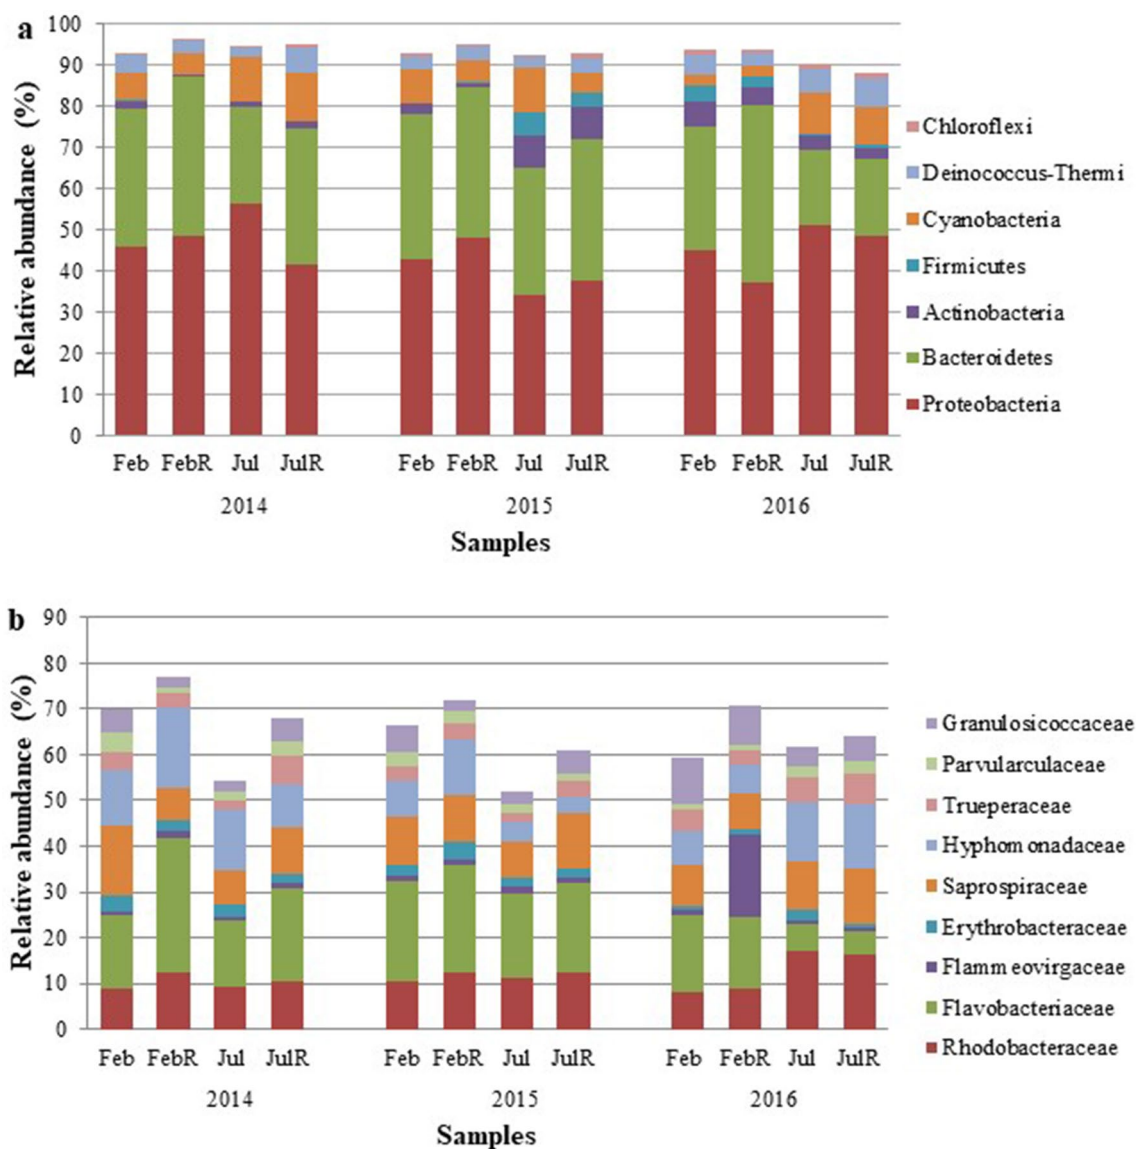 a
100
90
80
70
60
50
40
30
20
10
0
Relative abundance (%)
Feb FebR Jul JulR Feb FebR Jul JulR Feb FebR Jul JulR
2014 2015 2016
Samples
Chloroflexi
Deinococcus-Thermi
Cyanobacteria
Firmicutes
Actinobacteria
Bacteroidetes
Proteobacteria
b
90
80
70
60
50
40
30
20
10
0
Relative abundance (%)
Feb FebR Jul JulR Feb FebR Jul JulR Feb FebR Jul JulR
2014 2015 2016
Samples
Granulosicoccaceae
Parvularculaceae
Trueperaceae
Hyphomonadaceae
Saprospiraceae
Erythrobacteraceae
Flammeovirgaceae
Flavobacteriaceae
Rhodobacteraceae